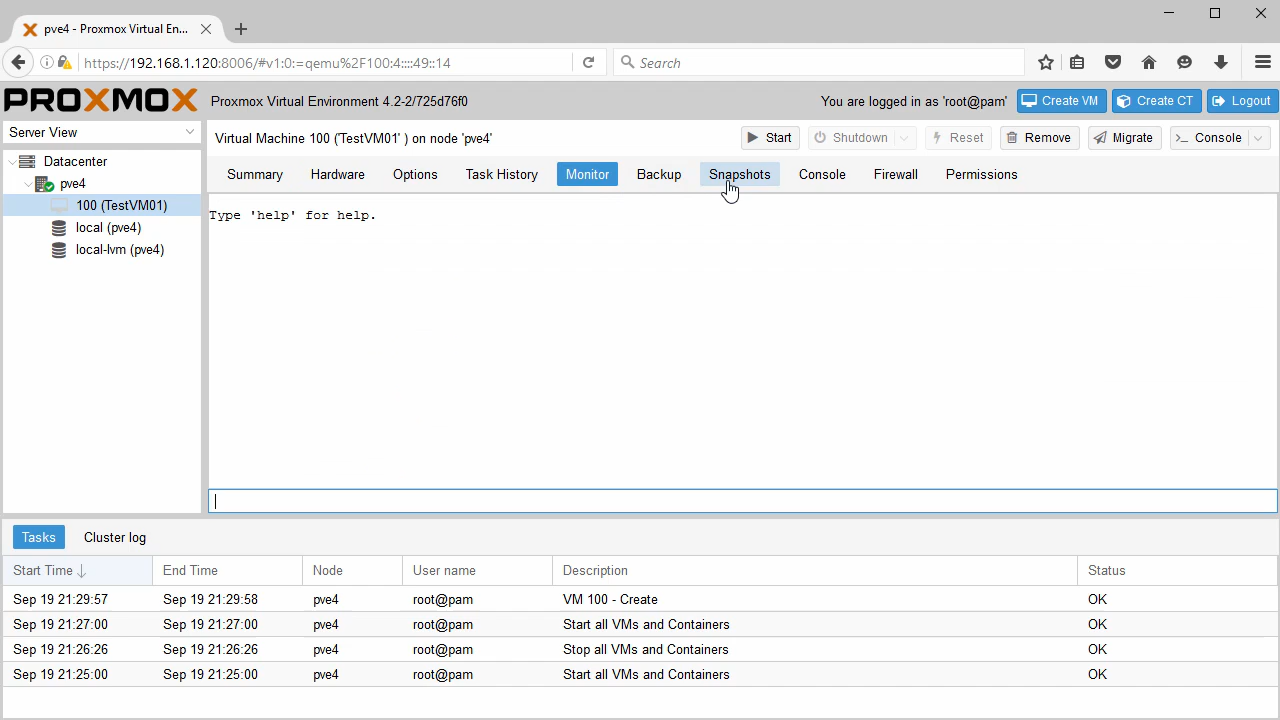 pve4 - Proxmox Virtual En...
https://192.168.1.120:8006/#v1:0:=qemu%2F100:4::::49::14
Search
PROXMOX Proxmox Virtual Environment 4.2-2/725d76f0 You are logged in as 'root@pam' Create VM Create CT Logout
Server View
Virtual Machine 100 ('TestVM01' ) on node 'pve4' Start Shutdown Reset Remove Migrate Console
Datacenter
pve4
100 (TestVM01)
local (pve4)
local-lvm (pve4)
Summary Hardware Options Task History Monitor Backup Snapshots Console Firewall Permissions
Type 'help' for help.
Tasks Cluster log
Start Time End Time Node User name Description Status
Sep 19 21:29:57 Sep 19 21:29:58 pve4 root@pam VM 100 - Create OK
Sep 19 21:27:00 Sep 19 21:27:00 pve4 root@pam Start all VMs and Containers OK
Sep 19 21:26:26 Sep 19 21:26:26 pve4 root@pam Stop all VMs and Containers OK
Sep 19 21:25:00 Sep 19 21:25:00 pve4 root@pam Start all VMs and Containers OK